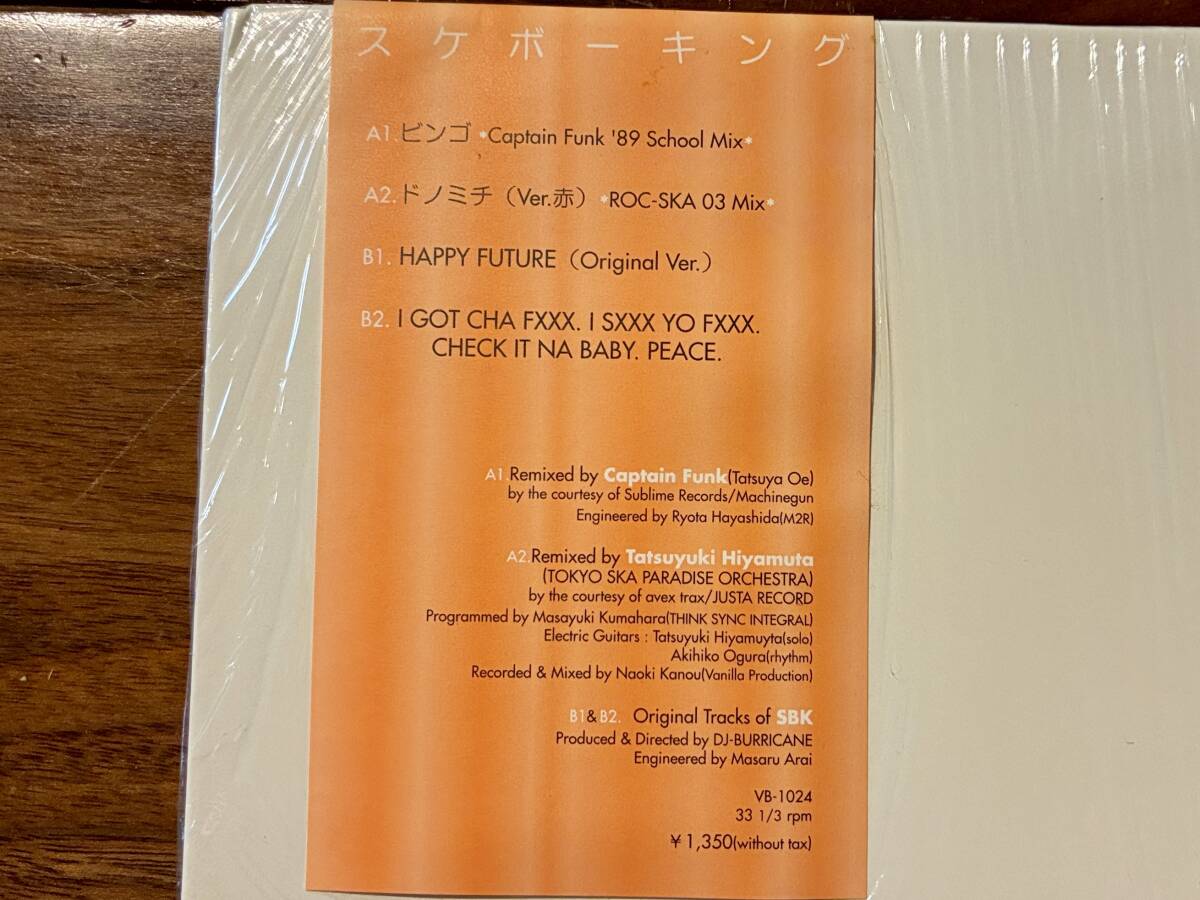 スケボーキング
A1.ビンゴ *Captain Funk '89 School Mix*
A2.ドノミチ（Ver.赤）*ROC-SKA 03 Mix*
B1. HAPPY FUTURE（Original Ver.）
B2. I GOT CHA FXXX. I SXXX YO FXXX.
CHECK IT NA BABY. PEACE.
A1.Remixed by Captain Funk(Tatsuya Oe)
by the courtesy of Sublime Records/Machinegun
Engineered by Ryota Hayashida(M2R)
A2.Remixed by Tatsuyuki Hiyamuta
(TOKYO SKA PARADISE ORCHESTRA)
by the courtesy of avex trax/JUSTA RECORD
Programmed by Masayuki Kumahara(THINK SYNC INTEGRAL)
Electric Guitars : Tatsuyuki Hiyamuyta(solo)
Akihiko Ogura(rhythm)
Recorded & Mixed by Naoki Kanou(Vanilla Production)
B1&B2. Original Tracks of SBK
Produced & Directed by DJ-BURRICANE
Engineered by Masaru Arai
VB-1024
33 1/3 rpm
¥1,350(without tax)